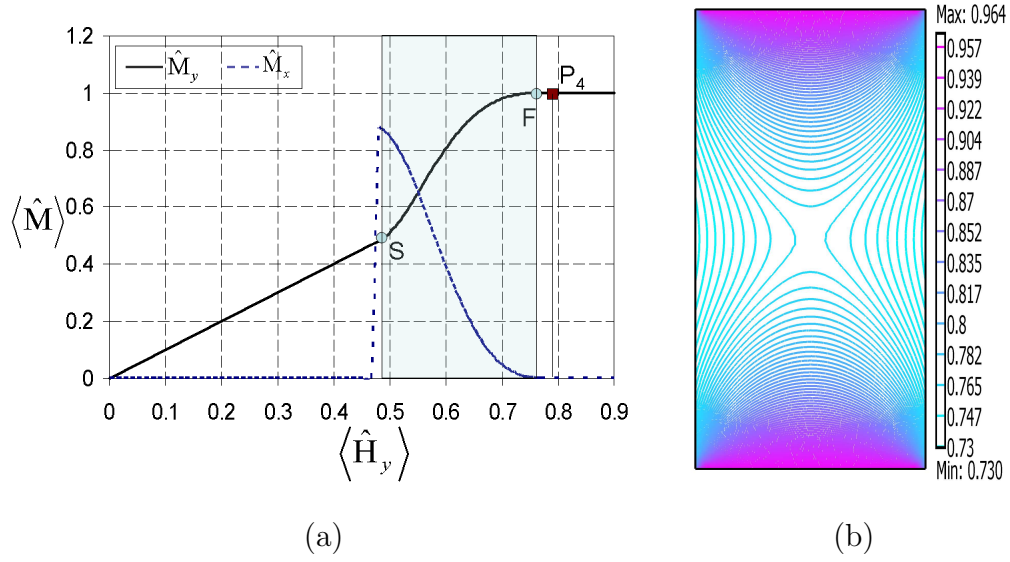 1.2
1
0.8
0.6
0.4
0.2
0
M̂y
M̂x
⟨M̂⟩
S
F
P4
0 0.1 0.2 0.3 0.4 0.5 0.6 0.7 0.8 0.9
⟨Ĥy⟩
(a)
Max: 0.964
0.957
0.939
0.922
0.904
0.887
0.87
0.852
0.835
0.817
0.8
0.782
0.765
0.747
0.73
Min: 0.730
(b)